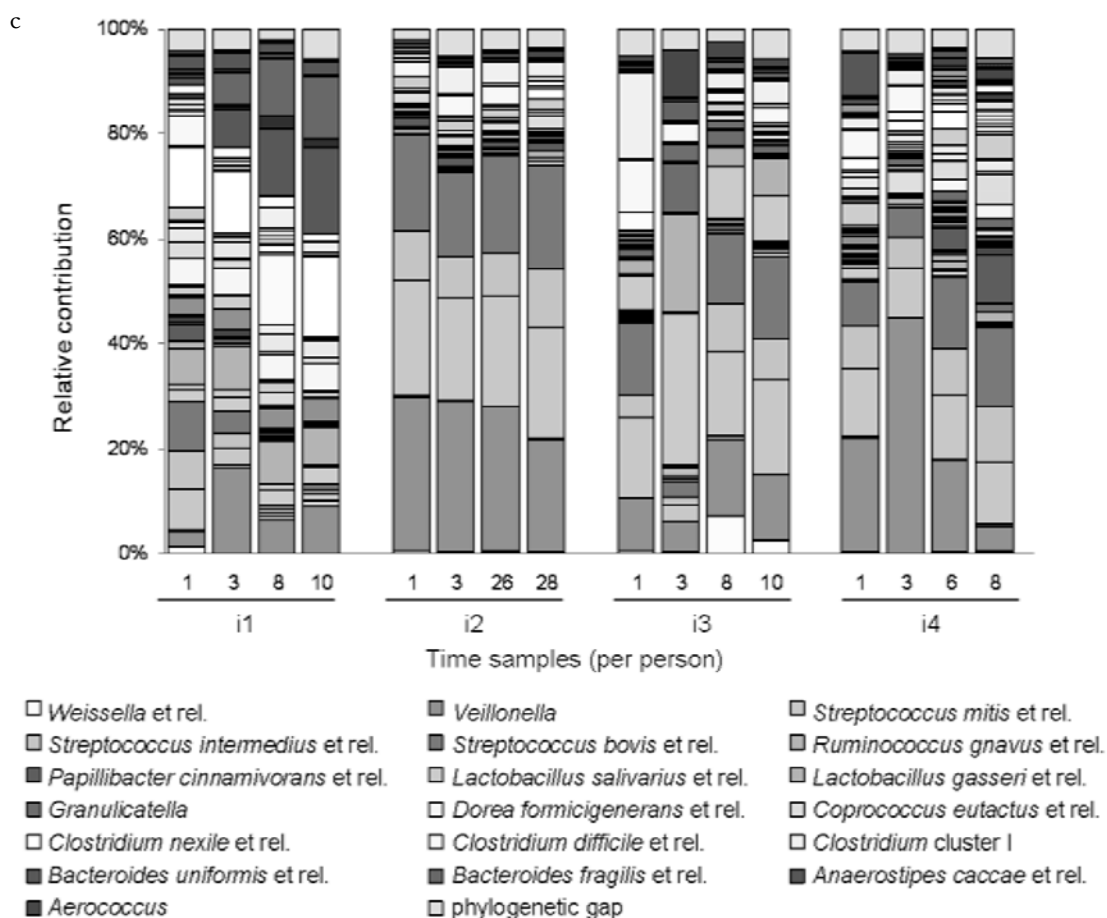 c
100%
80%
60%
40%
20%
0%
Relative contribution
1 3 8 10 1 3 26 28 1 3 8 10 1 3 6 8
i1 i2 i3 i4
Time samples (per person)
Weissella et rel. Veillonella Streptococcus mitis et rel.
Streptococcus intermedius et rel. Streptococcus bovis et rel. Ruminococcus gnavus et rel.
Papillibacter cinnamivorans et rel. Lactobacillus salivarius et rel. Lactobacillus gasseri et rel.
Granulicatella Dorea formicigenerans et rel. Coprococcus eutactus et rel.
Clostridium nexile et rel. Clostridium difficile et rel. Clostridium cluster I
Bacteroides uniformis et rel. Bacteroides fragilis et rel. Anaerostipes caccae et rel.
Aerococcus phylogenetic gap